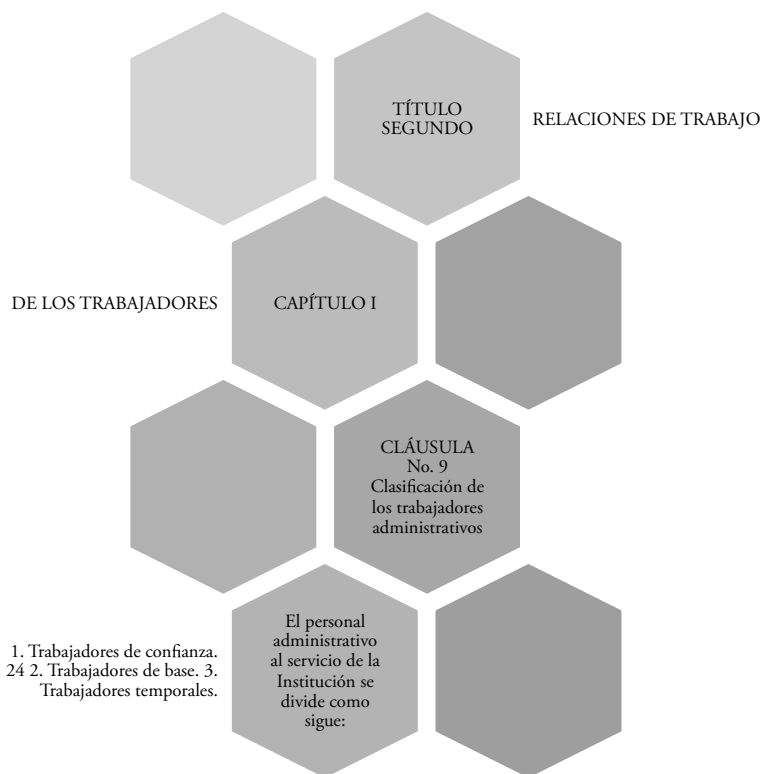 TÍTULO
SEGUNDO
RELACIONES DE TRABAJO
DE LOS TRABAJADORES
CAPÍTULO I
CLÁUSULA
No. 9
Clasificación de
los trabajadores
administrativos
1. Trabajadores de confianza.
24 2. Trabajadores de base. 3.
Trabajadores temporales.
El personal
administrativo
al servicio de la
Institución se
divide como
sigue: